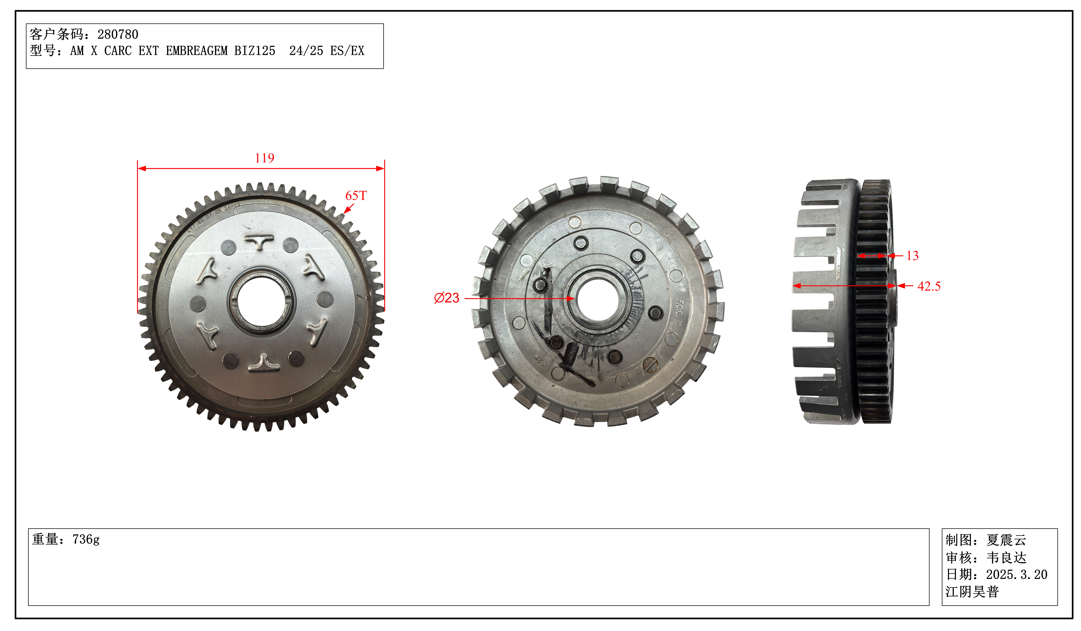 客户条码：280780
型号：AM X CARC EXT EMBREAGEM BIZ125  24/25 ES/EX
119
65T
Ø23
13
42.5
重量：736g
制图：夏震云
审核：韦良达
日期：2025.3.20
江阴昊普